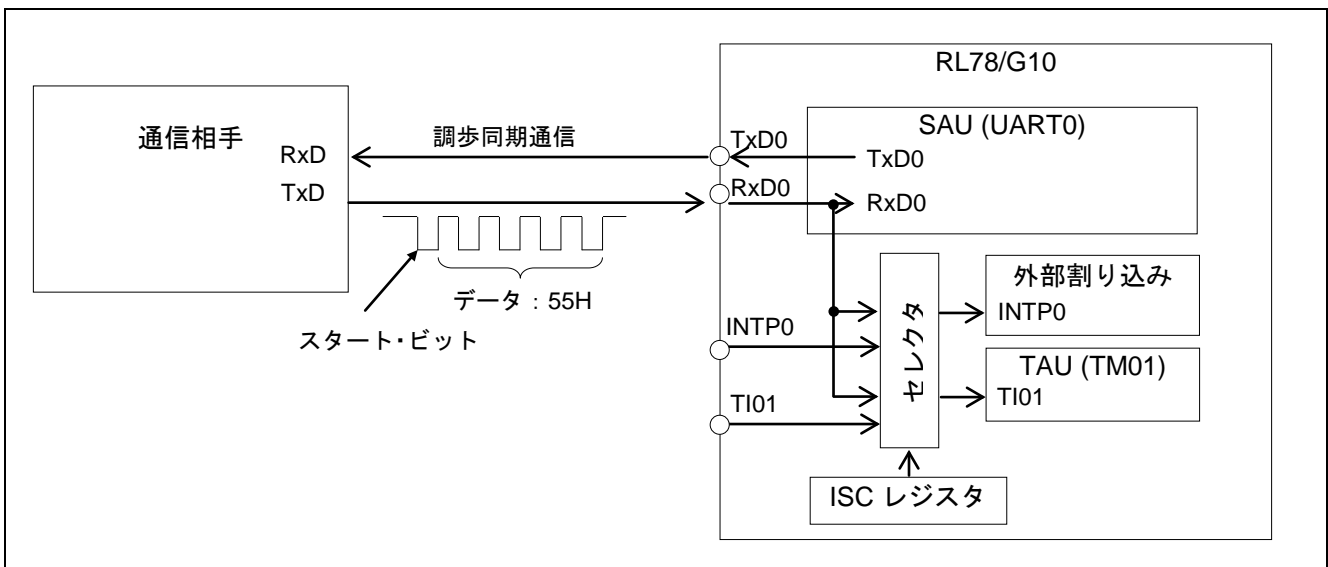 RL78/G10
通信相手
RxD
TxD
調歩同期通信
スタート・ビット
データ：55H
TxD0
RxD0
SAU (UART0)
TxD0
RxD0
INTP0
TI01
セレクタ
外部割り込み
INTP0
TAU (TM01)
TI01
ISC レジスタ